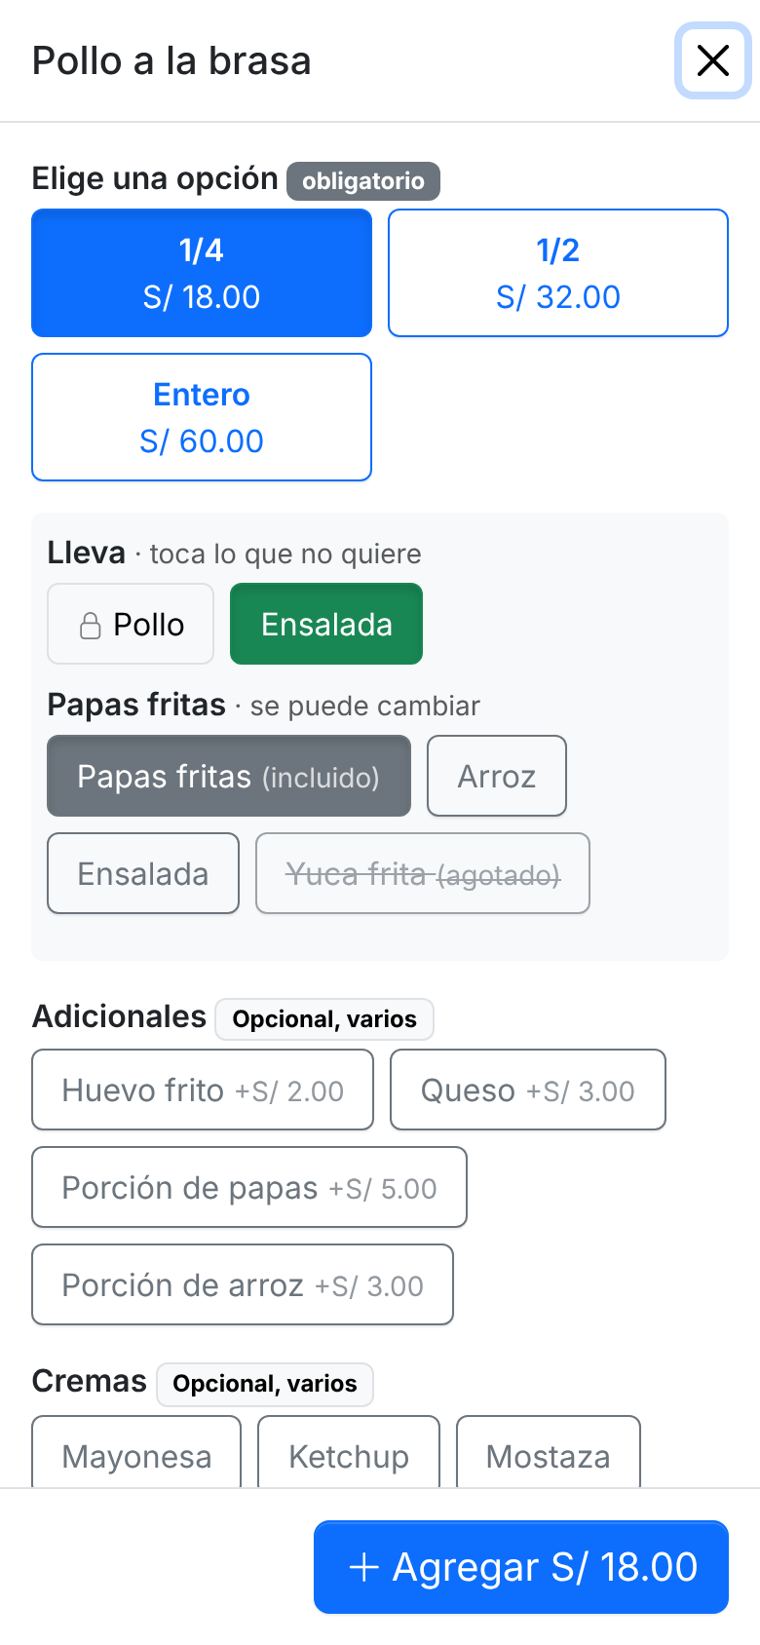 Pollo a la brasa
Elige una opción obligatorio
1/4
S/ 18.00
1/2
S/ 32.00
Entero
S/ 60.00
Lleva · toca lo que no quiere
Pollo
Ensalada
Papas fritas · se puede cambiar
Papas fritas (incluido)
Arroz
Ensalada
Yuca frita (agotado)
Adicionales Opcional, varios
Huevo frito +S/ 2.00
Queso +S/ 3.00
Porción de papas +S/ 5.00
Porción de arroz +S/ 3.00
Cremas Opcional, varios
Mayonesa
Ketchup
Mostaza
+ Agregar S/ 18.00